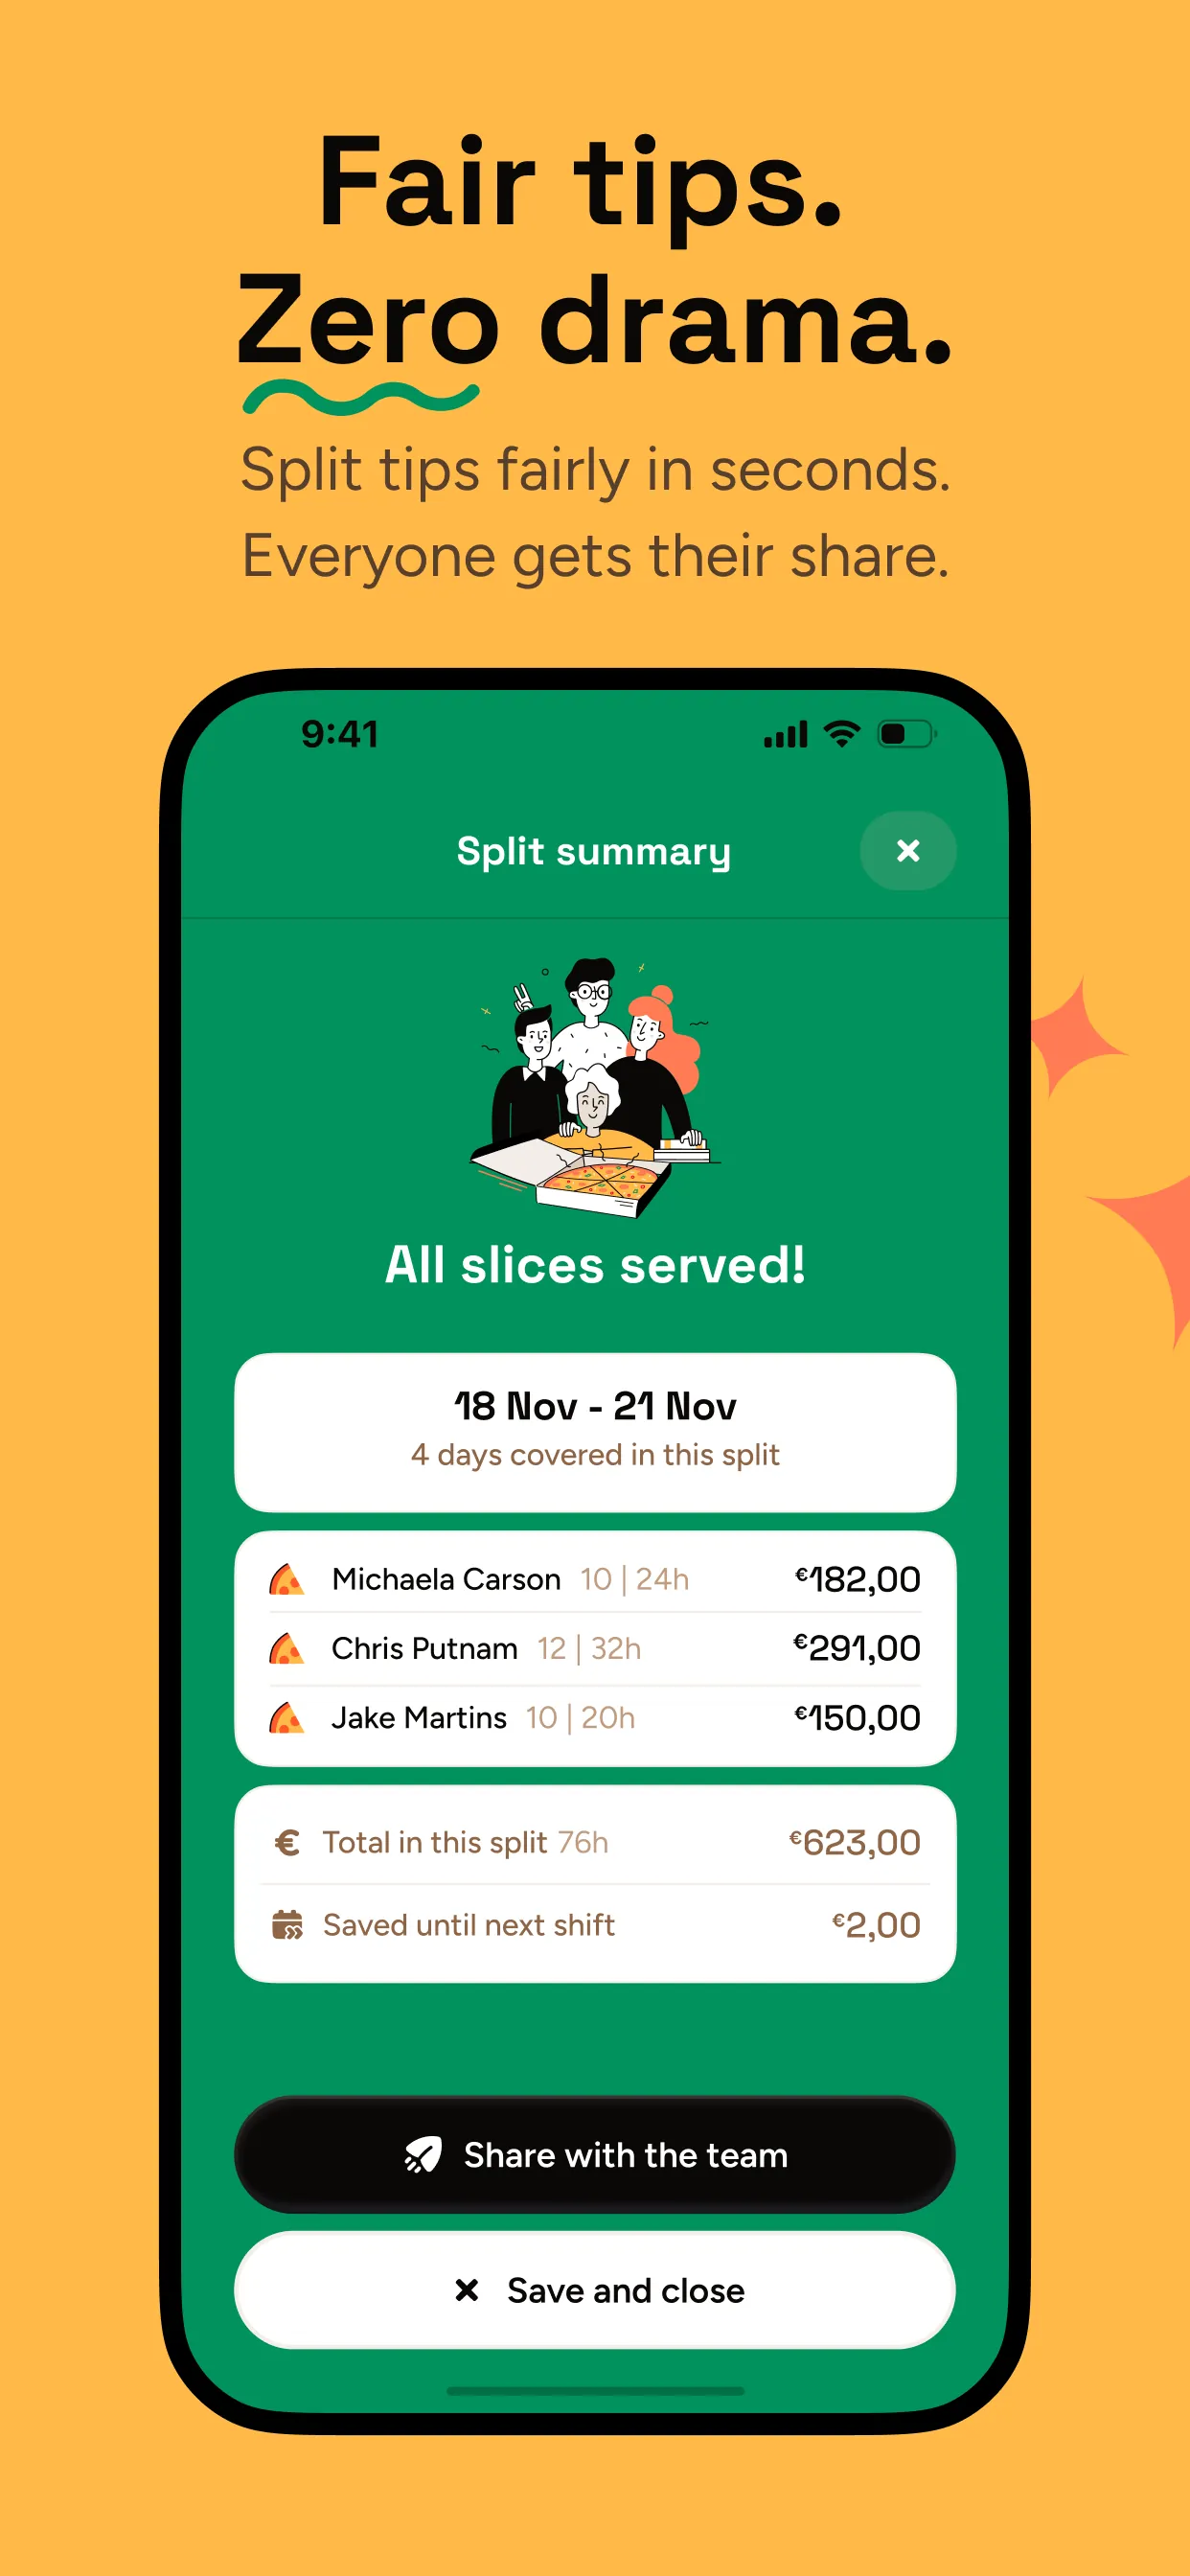 Fair tips.
Zero drama.
Split tips fairly in seconds.
Everyone gets their share.
9:41
Split summary
All slices served!
18 Nov - 21 Nov
4 days covered in this split
Michaela Carson 10 | 24h €182,00
Chris Putnam 12 | 32h €291,00
Jake Martins 10 | 20h €150,00
€ Total in this split 76h €623,00
Saved until next shift €2,00
Share with the team
Save and close